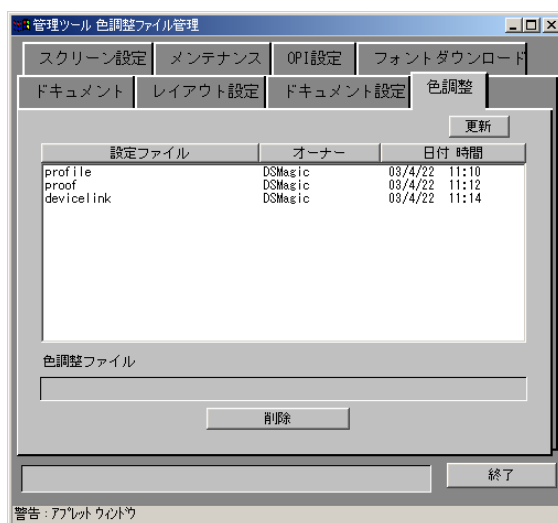 管理ツール 色調整ファイル管理
スクリーン設定 メンテナンス OPI設定 フォントダウンロード
ドキュメント レイアウト設定 ドキュメント設定 色調整
更新
設定ファイル オーナー 日付 時間
profile DSMagic 03/4/22 11:10
proof DSMagic 03/4/22 11:12
devicelink DSMagic 03/4/22 11:14
色調整ファイル
削除
終了
警告 : ｱﾌﾟﾚｯﾄ ｳｨﾝﾄﾞｳ